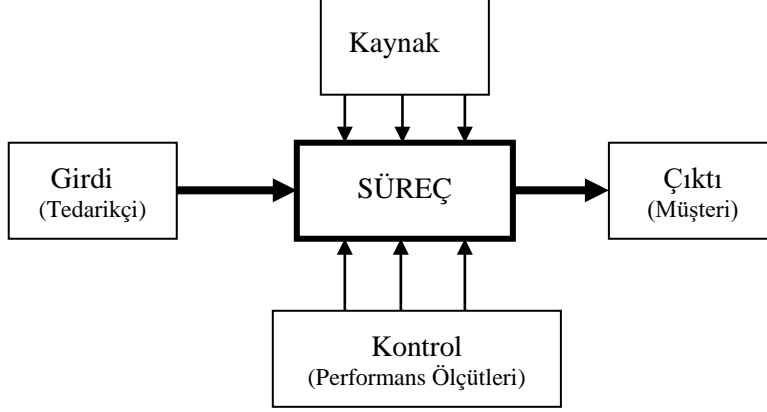 Kaynak
Girdi
(Tedarikçi)
SÜREÇ
Çıktı
(Müşteri)
Kontrol
(Performans Ölçütleri)